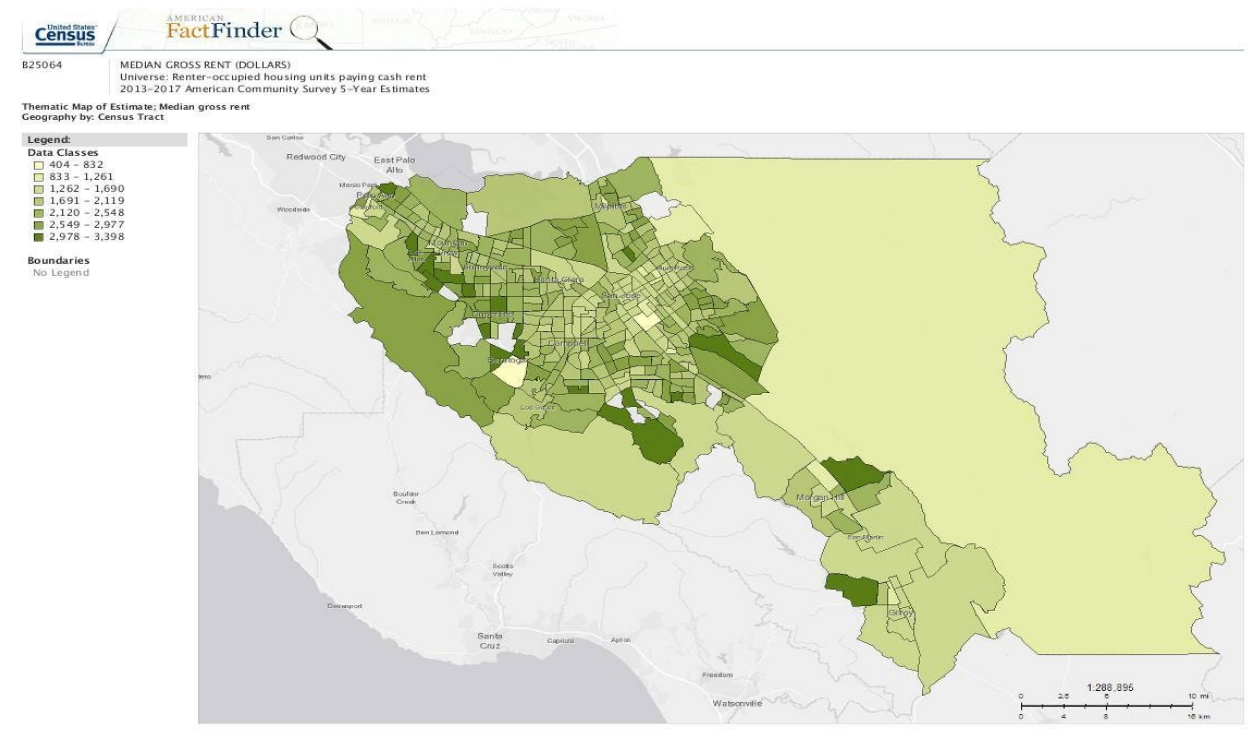 United States®
Census
Bureau
AMERICAN
FactFinder
B25064
MEDIAN GROSS RENT (DOLLARS)
Universe: Renter-occupied housing units paying cash rent
2013-2017 American Community Survey 5-Year Estimates
Thematic Map of Estimate; Median gross rent
Geography by: Census Tract
Legend:
Data Classes
404 - 832
833 - 1,261
1,262 - 1,690
1,691 - 2,119
2,120 - 2,548
2,549 - 2,977
2,978 - 3,398
Boundaries
No Legend
San Carlos
Redwood City
East Palo
Alto
Menlo Park
Woodside
Milpitas
Mountain
View
Sunnyvale
Santa Clara
San Jose
Cupertino
Campbell
Saratoga
Los Gatos
Morgan Hill
San Martin
Gilroy
Boulder
Creek
Ben Lomond
Scotts
Valley
Davenport
Santa
Cruz
Capitola
Aptos
Freedom
Watsonville
1:288,895
0
10 mi
0 4 8 16 km